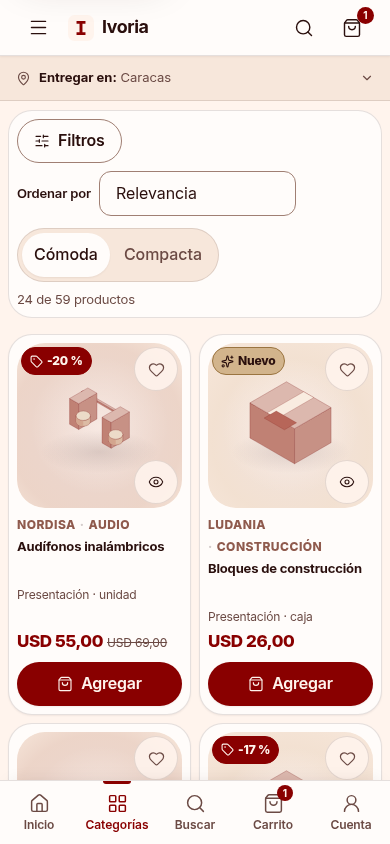 I Ivoria 1
Entregar en: Caracas
Filtros
Ordenar por Relevancia
Cómoda Compacta
24 de 59 productos
-20 %
NORDISA · AUDIO
Audífonos inalámbricos
Presentación · unidad
USD 55,00 USD 69,00
Agregar
Nuevo
LUDANIA
· CONSTRUCCIÓN
Bloques de construcción
Presentación · caja
USD 26,00
Agregar
-17 %
Inicio Categorías Buscar Carrito 1 Cuenta